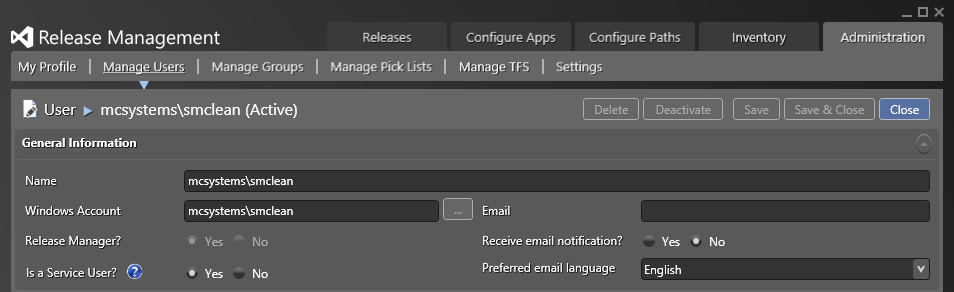 Release Management
Releases
Configure Apps
Configure Paths
Inventory
Administration
My Profile | Manage Users | Manage Groups | Manage Pick Lists | Manage TFS | Settings
User ▶ mcsystems\smclean (Active)
Delete
Deactivate
Save
Save & Close
Close
General Information
Name
mcsystems\smclean
Windows Account
mcsystems\smclean
...
Email
Release Manager?
Yes
No
Receive email notification?
Yes
No
Is a Service User?
?
Yes
No
Preferred email language
English